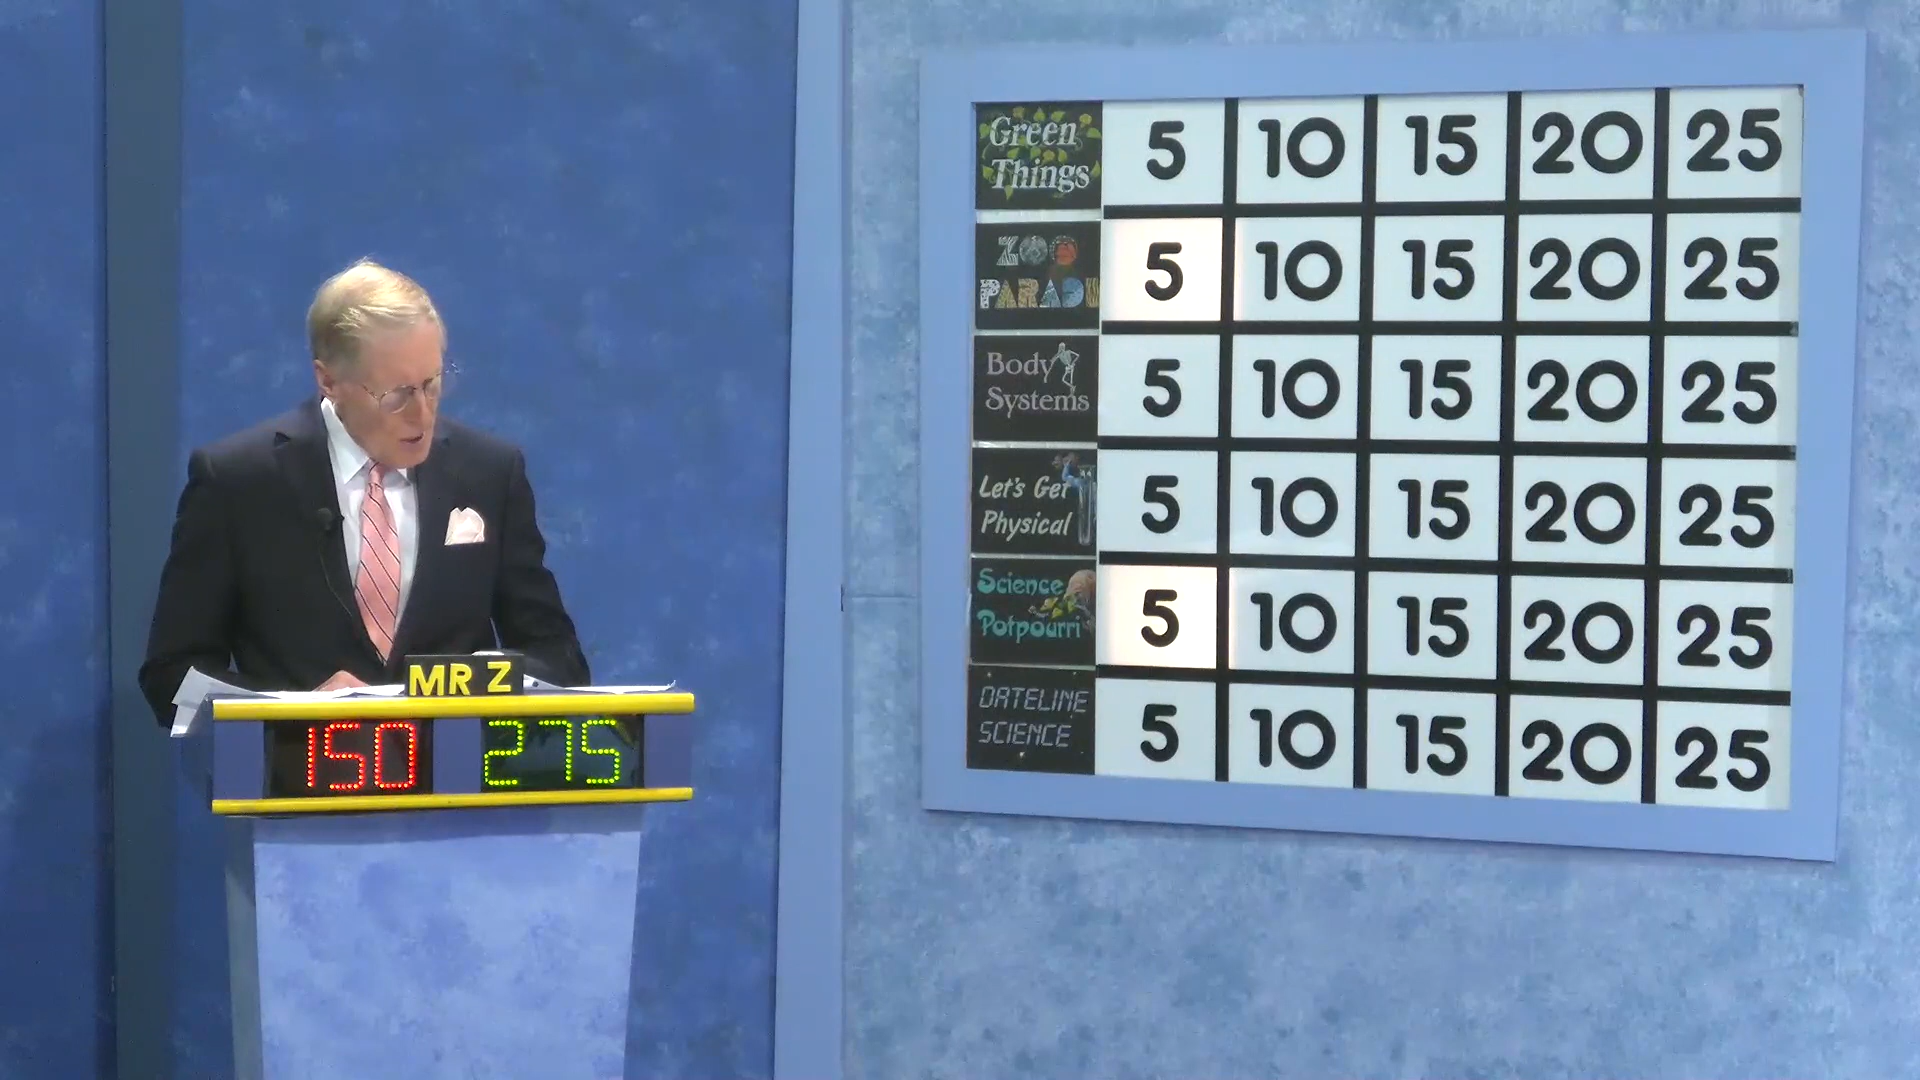 Green
Things
5 10 15 20 25
ZOO
PARADE
5 10 15 20 25
Body
Systems
5 10 15 20 25
Let's Get
Physical
5 10 15 20 25
Science
Potpourri
5 10 15 20 25
DATELINE
SCIENCE
5 10 15 20 25
MR Z
150 275